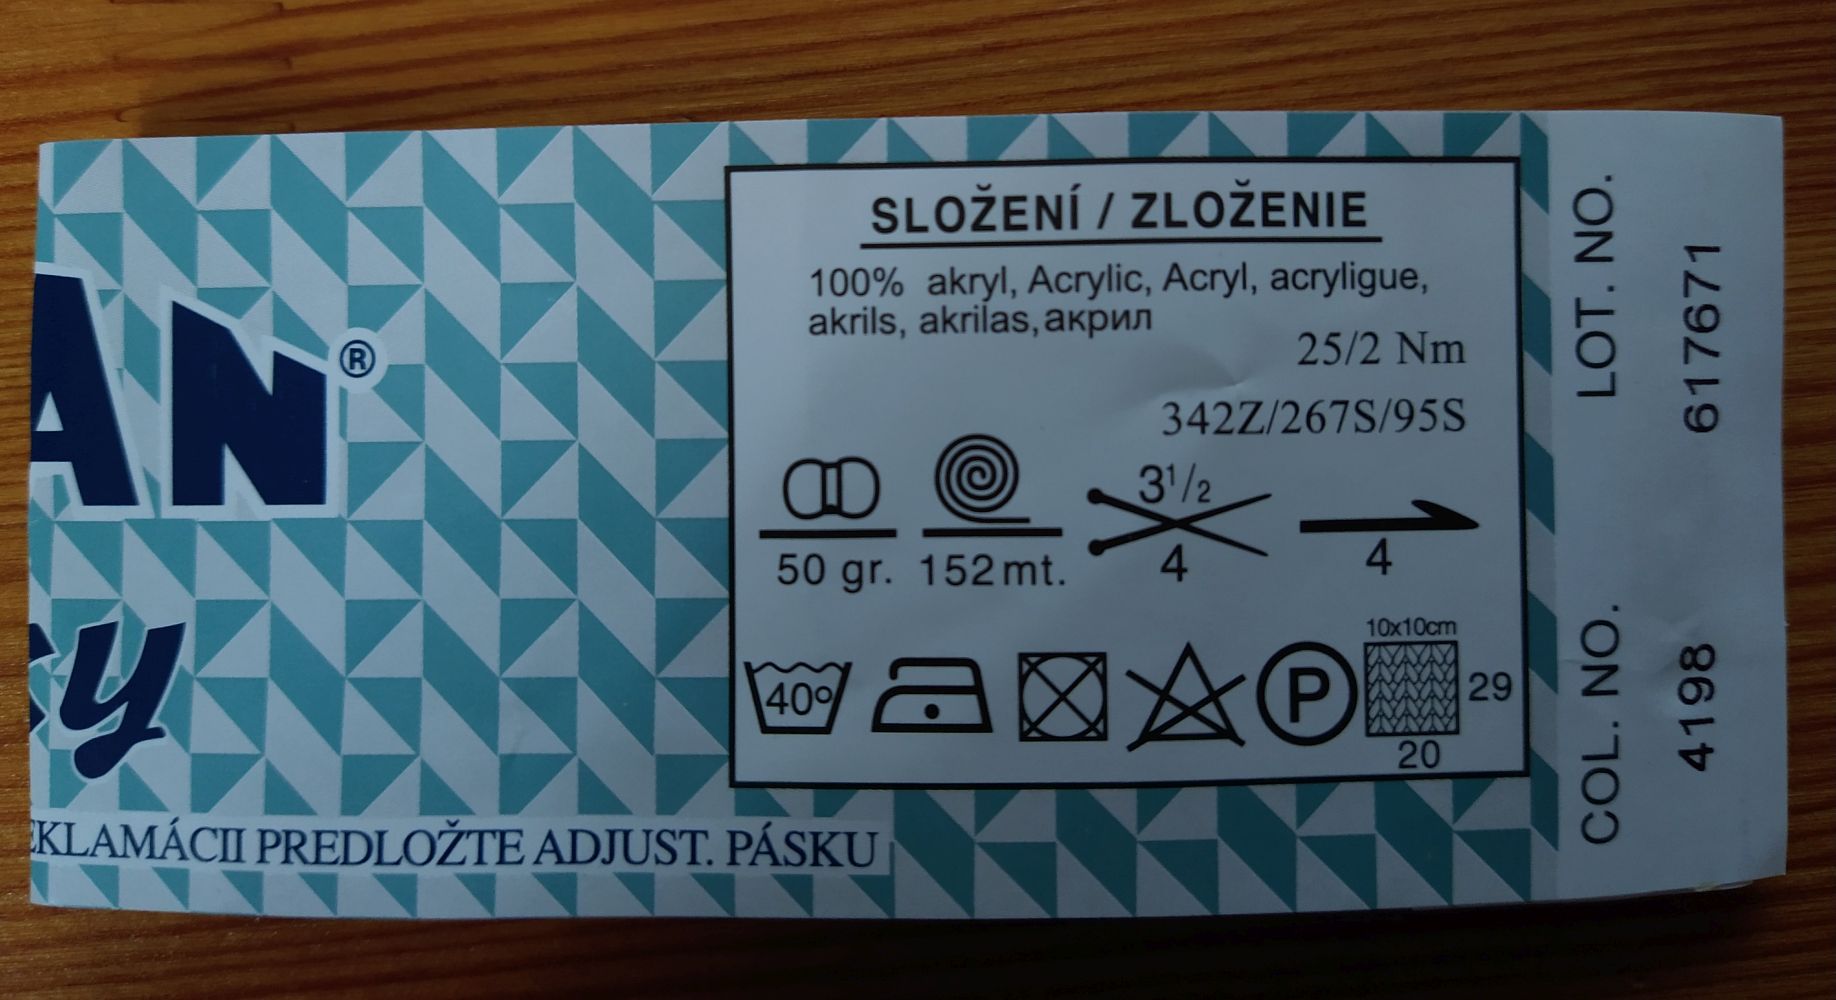 AN®
y
EKLAMÁCII PREDLOŽTE ADJUST. PÁSKU
SLOŽENÍ / ZLOŽENIE
100% akryl, Acrylic, Acryl, acryligue,
akrils, akrilas, акрил
25/2 Nm
342Z/267S/95S
3 1/2
4
4
50 gr.
152 mt.
40°
P
10x10cm
29
20
LOT. NO.
617671
COL. NO.
4198